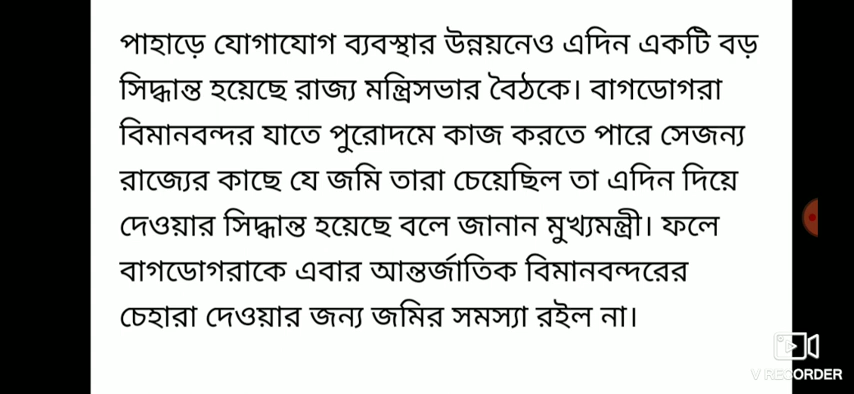 পাহাড়ে যোগাযোগ ব্যবস্থার উন্নয়নেও এদিন একটি বড়
সিদ্ধান্ত হয়েছে রাজ্য মন্ত্রিসভার বৈঠকে। বাগডোগরা
বিমানবন্দর যাতে পুরোদমে কাজ করতে পারে সেজন্য
রাজ্যের কাছে যে জমি তারা চেয়েছিল তা এদিন দিয়ে
দেওয়ার সিদ্ধান্ত হয়েছে বলে জানান মুখ্যমন্ত্রী। ফলে
বাগডোগরাকে এবার আন্তর্জাতিক বিমানবন্দরের
চেহারা দেওয়ার জন্য জমির সমস্যা রইল না।
V RECORDER